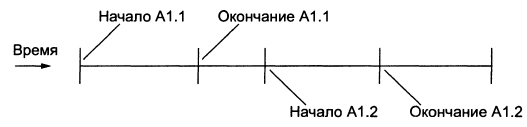 Начало А1.1
Окончание А1.1
Время
Начало А1.2
Окончание А1.2